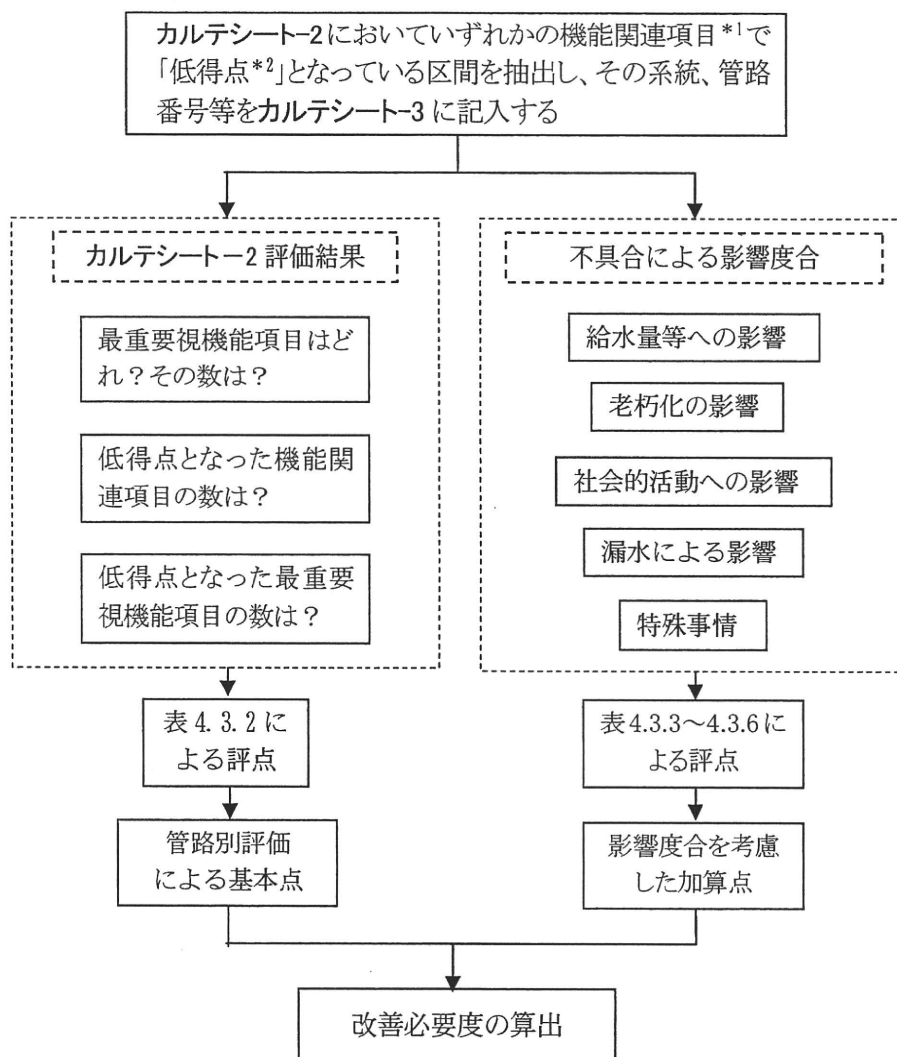 カルテシート-2においていずれかの機能関連項目*1で
「低得点*2」となっている区間を抽出し、その系統、管路
番号等をカルテシート-3に記入する
カルテシート－2 評価結果
最重要視機能項目はど
れ？その数は？
低得点となった機能関
連項目の数は？
低得点となった最重要
視機能項目の数は？
表 4.3.2 に
よる評点
管路別評価
による基本点
不具合による影響度合
給水量等への影響
老朽化の影響
社会的活動への影響
漏水による影響
特殊事情
表 4.3.3～4.3.6 に
よる評点
影響度合を考慮
した加算点
改善必要度の算出